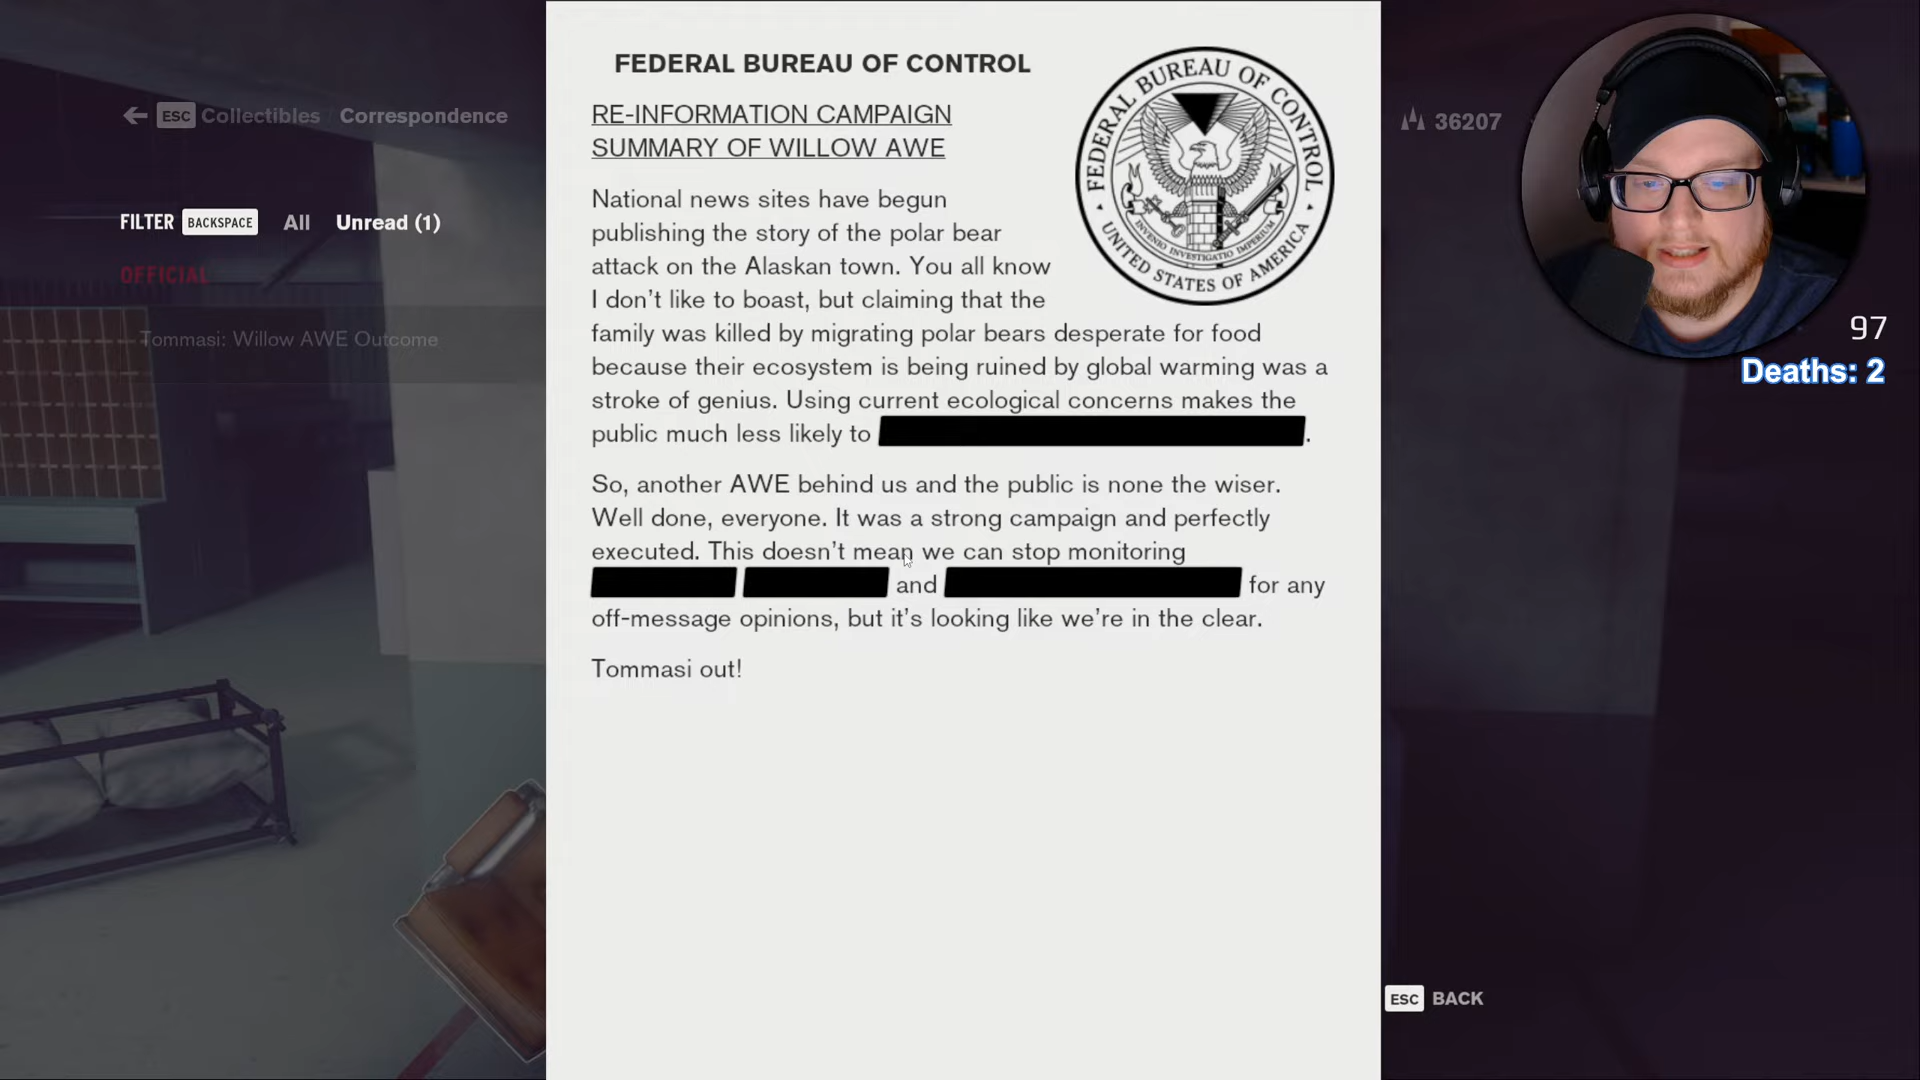 ESC Collectibles / Correspondence
FILTER BACKSPACE All Unread (1)
OFFICIAL
Tommasi: Willow AWE Outcome
FEDERAL BUREAU OF CONTROL
RE-INFORMATION CAMPAIGN
SUMMARY OF WILLOW AWE
FEDERAL BUREAU OF CONTROL
INVENIO INVESTIGATIO IMPERIUM
UNITED STATES OF AMERICA
National news sites have begun
publishing the story of the polar bear
attack on the Alaskan town. You all know
I don't like to boast, but claiming that the
family was killed by migrating polar bears desperate for food
because their ecosystem is being ruined by global warming was a
stroke of genius. Using current ecological concerns makes the
public much less likely to .
So, another AWE behind us and the public is none the wiser.
Well done, everyone. It was a strong campaign and perfectly
executed. This doesn't mean we can stop monitoring
and for any
off-message opinions, but it's looking like we're in the clear.
Tommasi out!
36207
97
Deaths: 2
ESC BACK